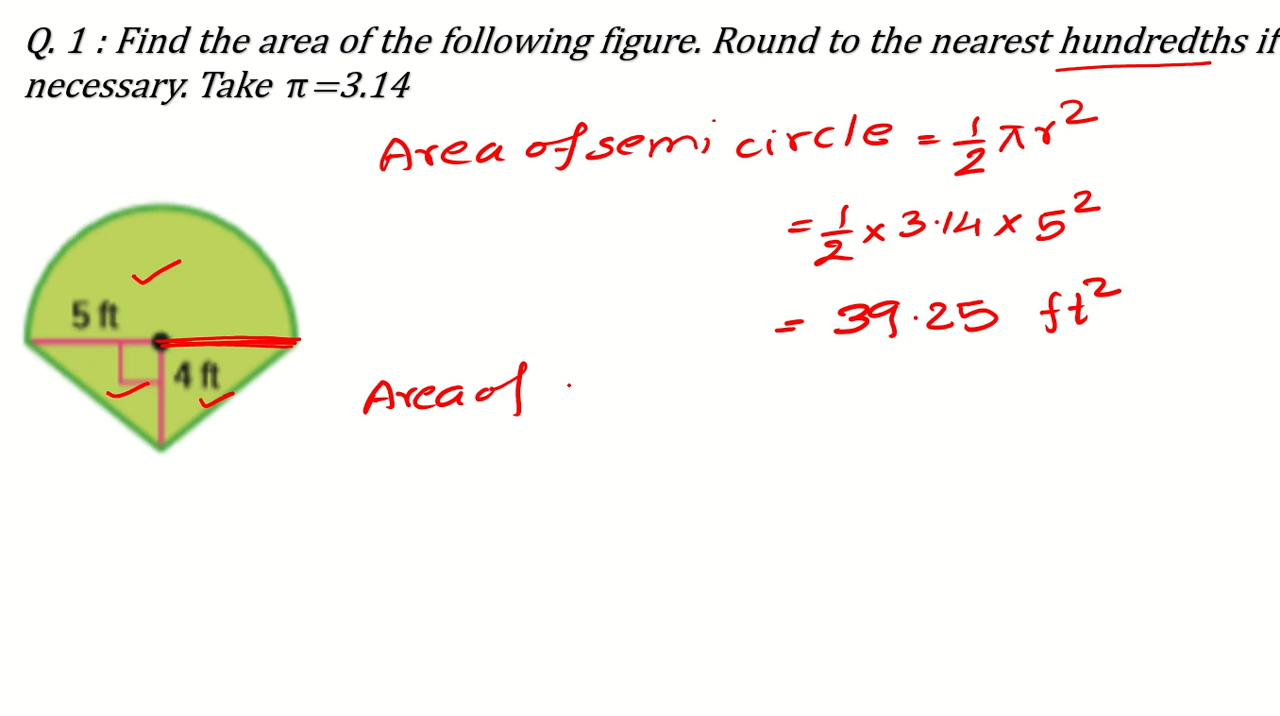 Q. 1 : Find the area of the following figure. Round to the nearest hundredths if
necessary. Take π=3.14
Area of semi circle = 1/2 πr²
= 1/2 × 3.14 × 5²
= 39.25 ft²
5 ft
4 ft
Area of